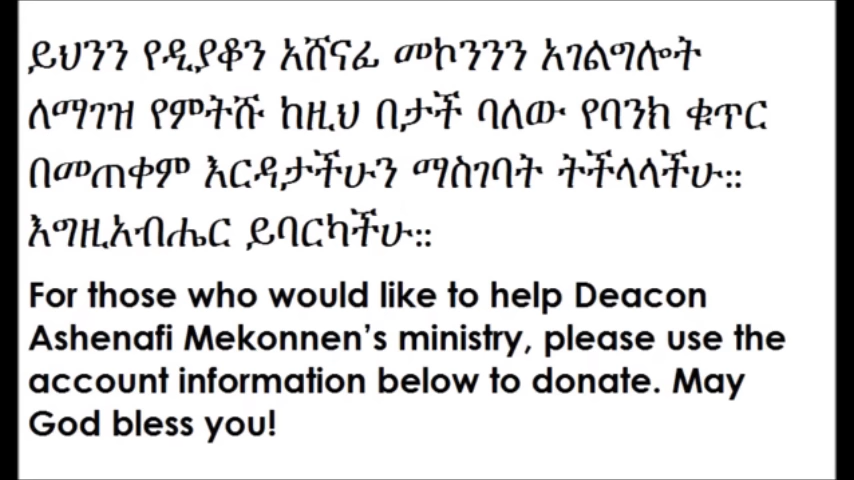 ይህንን የዲያቆን አሸናፊ መኮንንን አገልግሎት
ለማገዝ የምትሹ ከዚህ በታች ባለው የባንክ ቁጥር
በመጠቀም እርዳታችሁን ማስገባት ትችላላችሁ።
እግዚአብሔር ይባርካችሁ።
For those who would like to help Deacon
Ashenafi Mekonnen’s ministry, please use the
account information below to donate. May
God bless you!